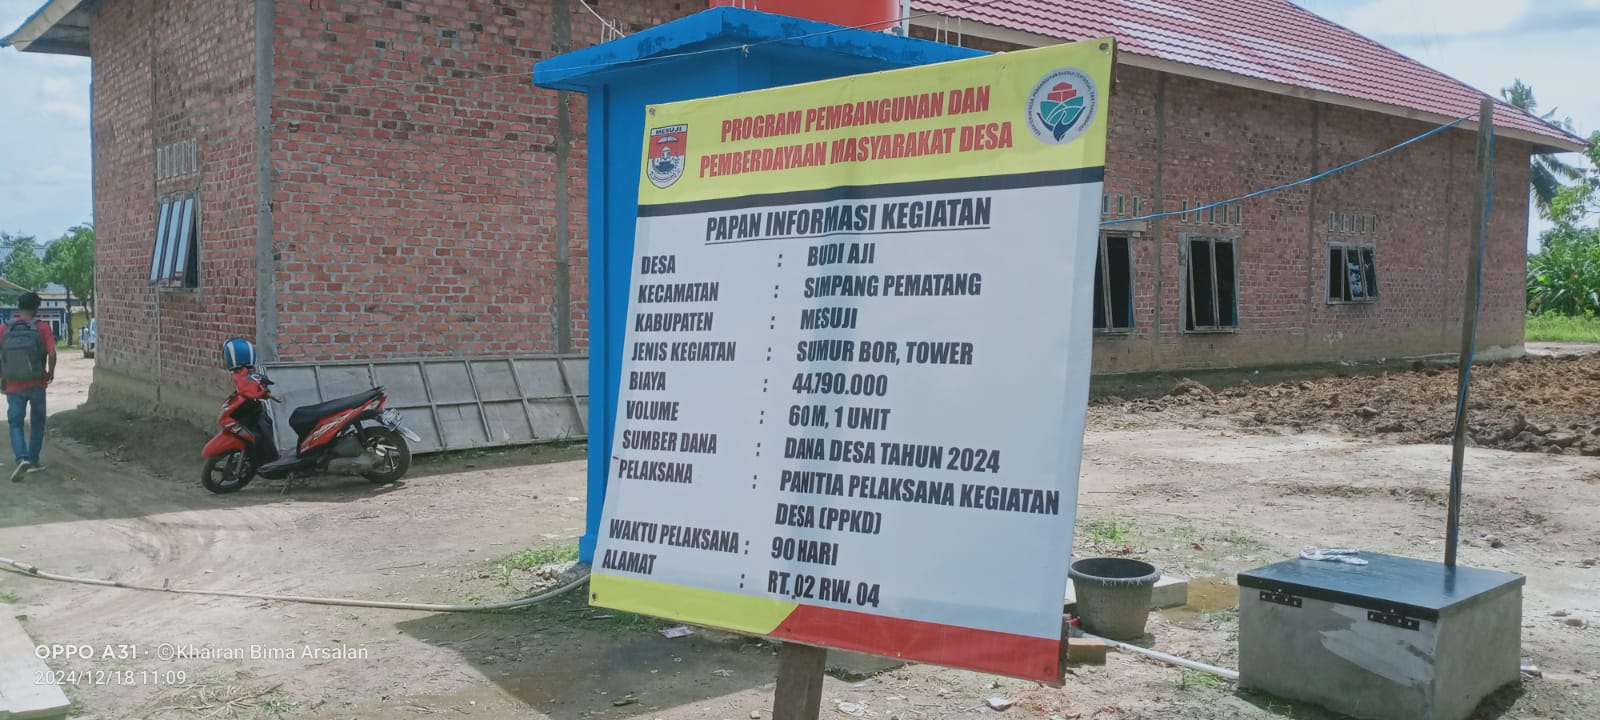 PROGRAM PEMBANGUNAN DAN
PEMBERDAYAAN MASYARAKAT DESA
MESUJI
PAPAN INFORMASI KEGIATAN
DESA : BUDI AJI
KECAMATAN : SIMPANG PEMATANG
KABUPATEN : MESUJI
JENIS KEGIATAN : SUMUR BOR, TOWER
BIAYA : 44.790.000
VOLUME : 60 M, 1 UNIT
SUMBER DANA : DANA DESA TAHUN 2024
PELAKSANA : PANITIA PELAKSANA KEGIATAN
DESA (PPKD)
WAKTU PELAKSANA : 90 HARI
ALAMAT : RT. 02 RW. 04
OPPO A31 · ©Khairan Bima Arsalan
2024/12/18 11:09